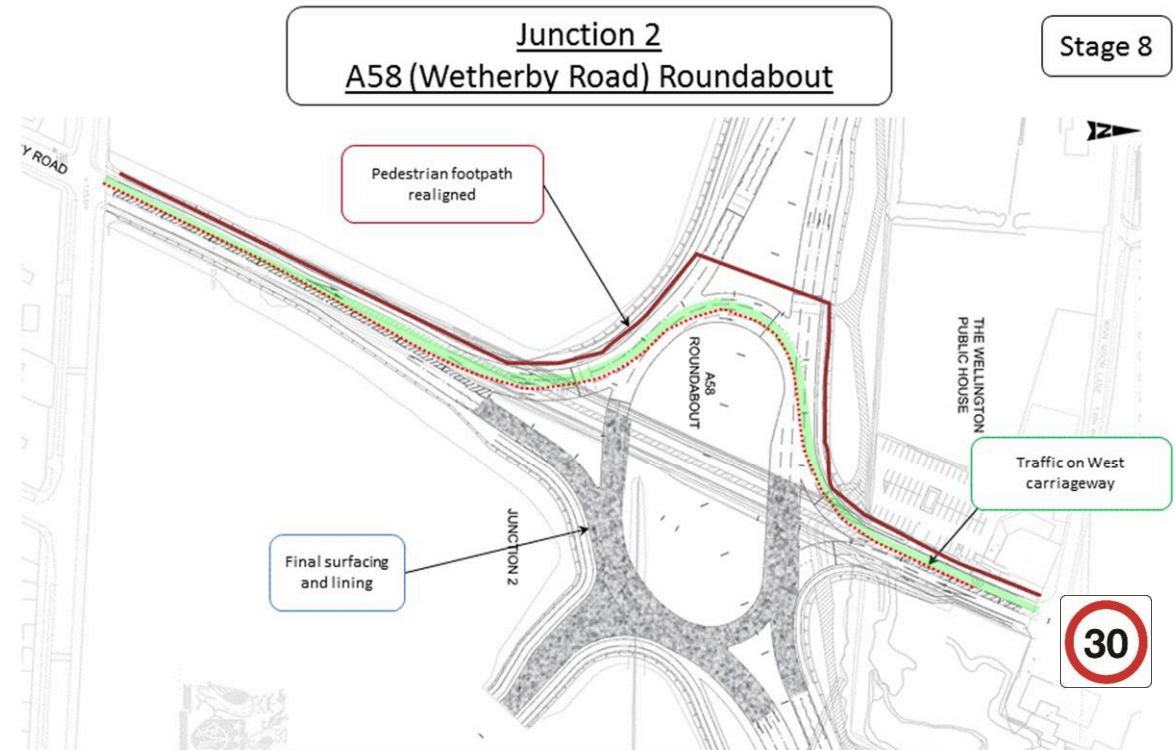 Junction 2
A58 (Wetherby Road) Roundabout
Stage 8
N
Y ROAD
Pedestrian footpath
realigned
THE WELLINGTON
PUBLIC HOUSE
A58
ROUNDABOUT
Traffic on West
carriageway
JUNCTION 2
Final surfacing
and lining
30